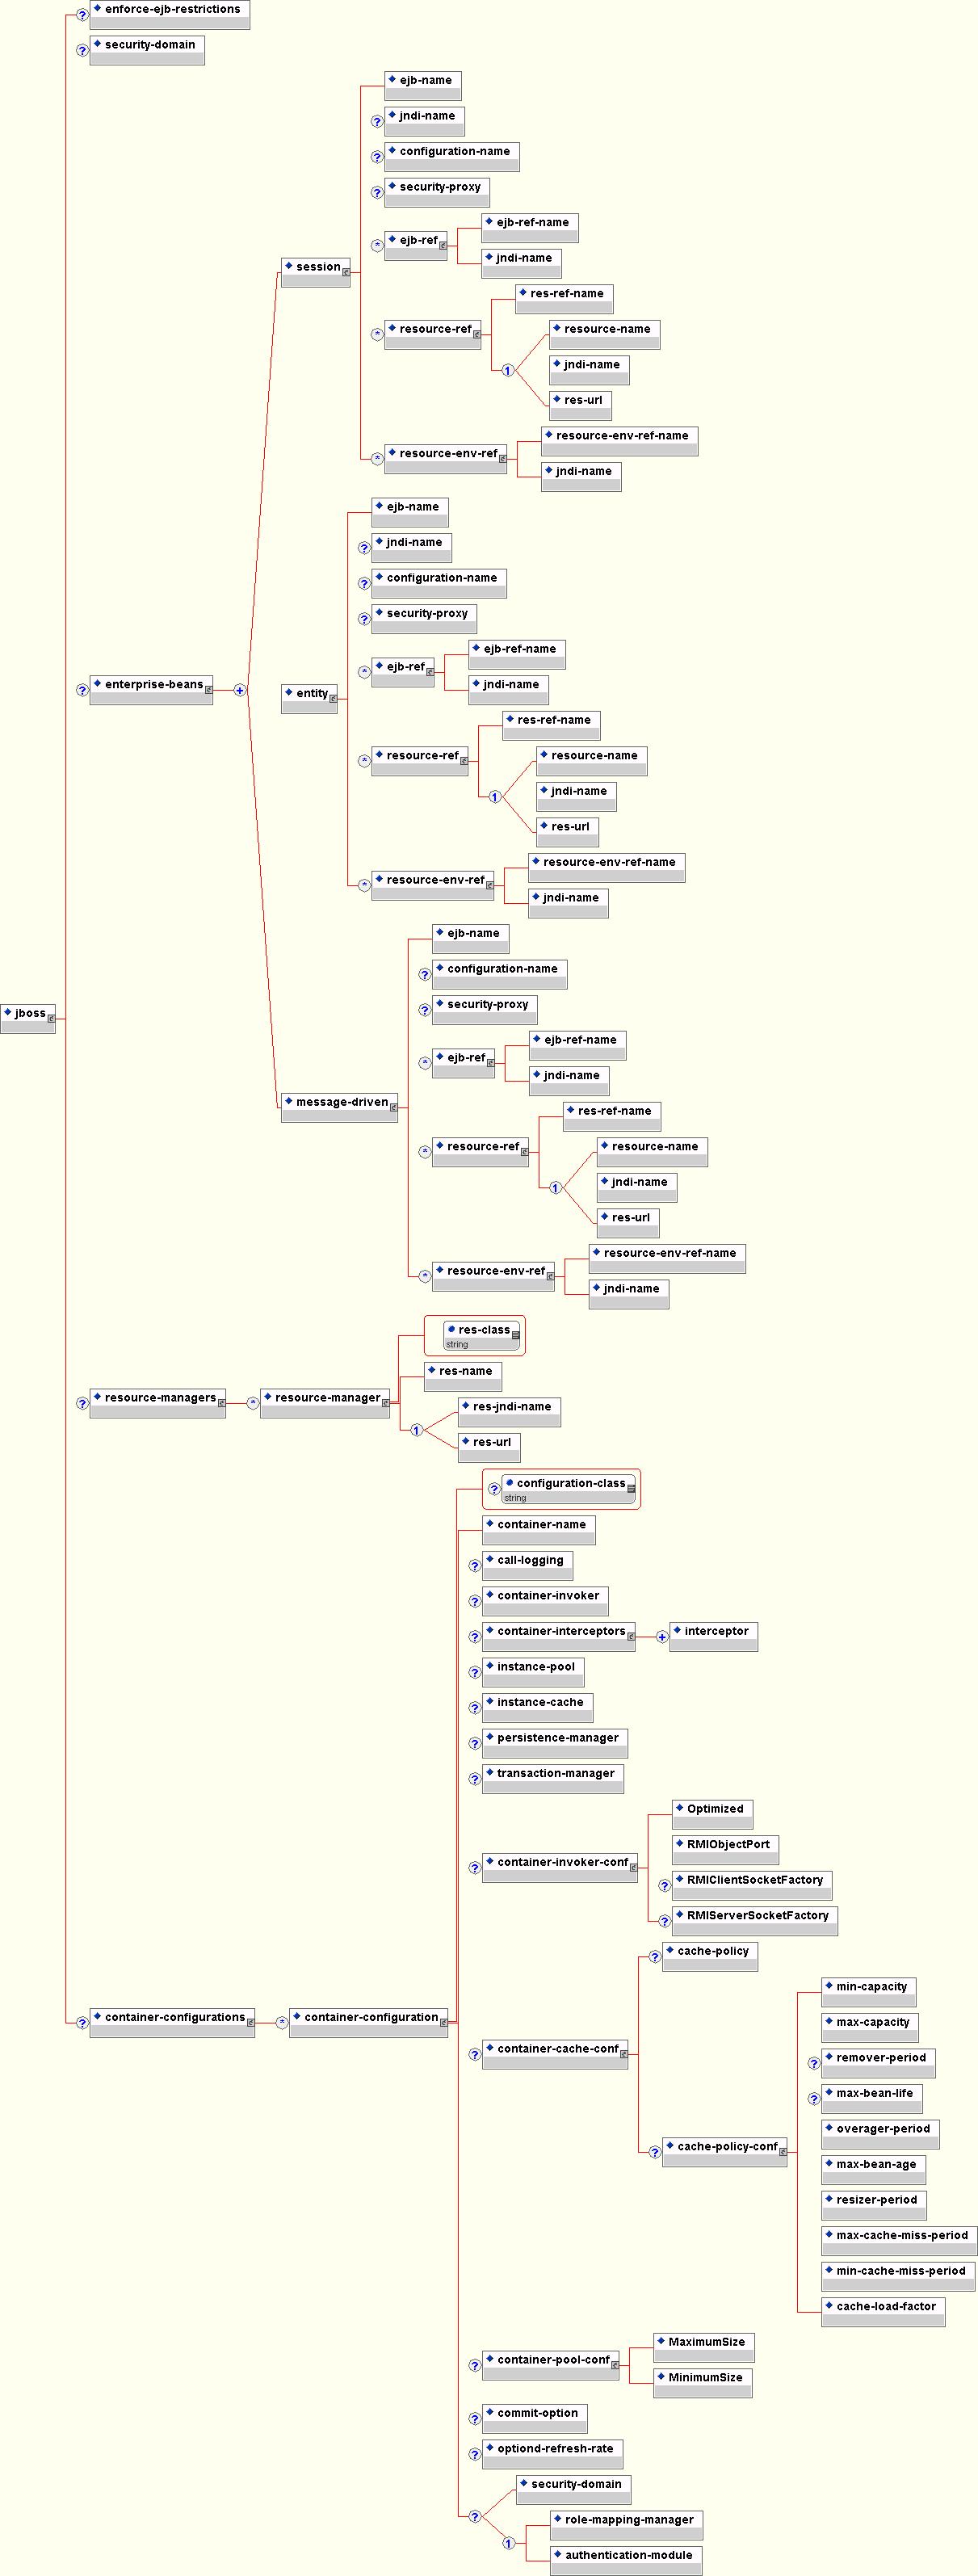 enforce-ejb-restrictions
security-domain
ejb-name
? jndi-name
? configuration-name
? security-proxy
* ejb-ref
ejb-ref-name
jndi-name
session
* resource-ref
res-ref-name
1
resource-name
jndi-name
res-url
* resource-env-ref
resource-env-ref-name
jndi-name
ejb-name
? jndi-name
? configuration-name
? security-proxy
* ejb-ref
ejb-ref-name
jndi-name
? enterprise-beans
+
entity
* resource-ref
res-ref-name
1
resource-name
jndi-name
res-url
* resource-env-ref
resource-env-ref-name
jndi-name
ejb-name
? configuration-name
? security-proxy
jboss
* ejb-ref
ejb-ref-name
jndi-name
message-driven
* resource-ref
res-ref-name
1
resource-name
jndi-name
res-url
* resource-env-ref
resource-env-ref-name
jndi-name
res-class
string
res-name
? resource-managers
* resource-manager
1
res-jndi-name
res-url
? configuration-class
string
container-name
? call-logging
? container-invoker
? container-interceptors
+ interceptor
? instance-pool
? instance-cache
? persistence-manager
? transaction-manager
? container-invoker-conf
Optimized
RMIObjectPort
? RMIClientSocketFactory
? RMIServerSocketFactory
? container-configurations
* container-configuration
? container-cache-conf
? cache-policy
? cache-policy-conf
min-capacity
max-capacity
? remover-period
? max-bean-life
overager-period
max-bean-age
resizer-period
max-cache-miss-period
min-cache-miss-period
cache-load-factor
? container-pool-conf
MaximumSize
MinimumSize
? commit-option
? optiond-refresh-rate
?
security-domain
1
role-mapping-manager
authentication-module